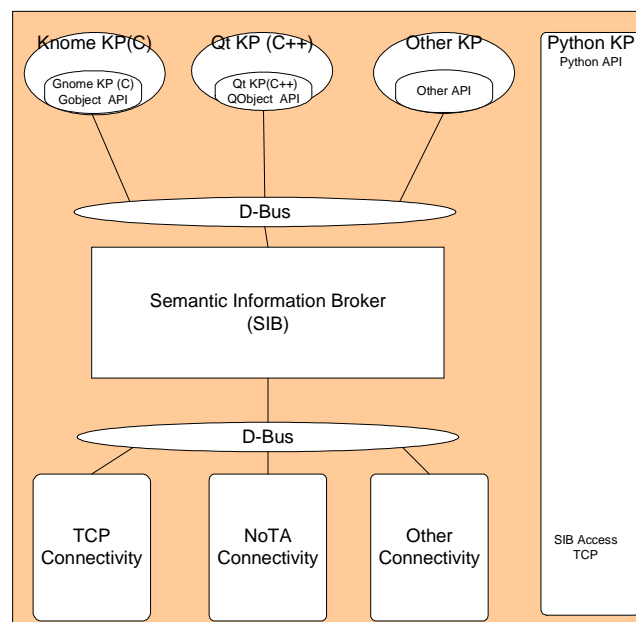 Knome KP(C)
Gnome KP (C)
Gobject API
Qt KP (C++)
Qt KP(C++)
QObject API
Other KP
Other API
Python KP
Python API
D-Bus
Semantic Information Broker
(SIB)
D-Bus
TCP
Connectivity
NoTA
Connectivity
Other
Connectivity
SIB Access
TCP